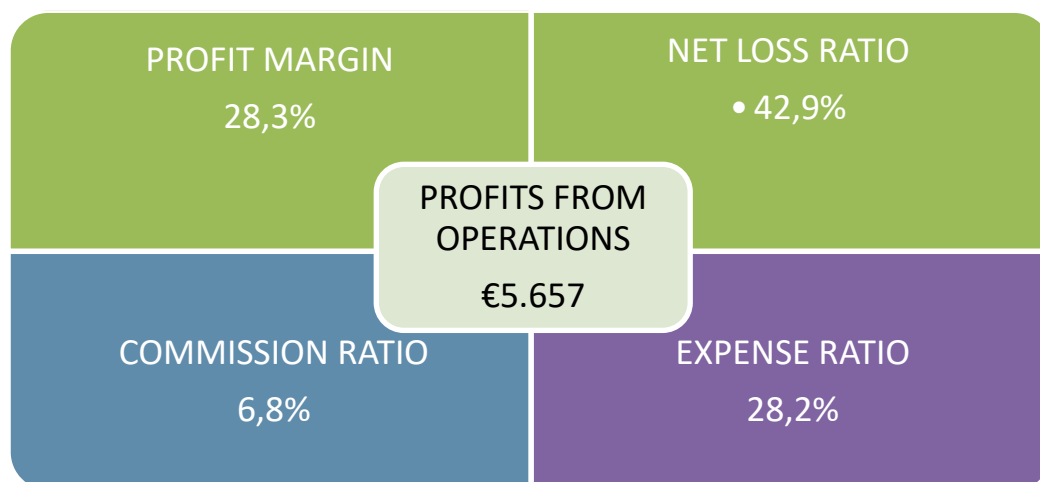 PROFIT MARGIN
28,3%
NET LOSS RATIO
• 42,9%
PROFITS FROM
OPERATIONS
€5.657
COMMISSION RATIO
6,8%
EXPENSE RATIO
28,2%